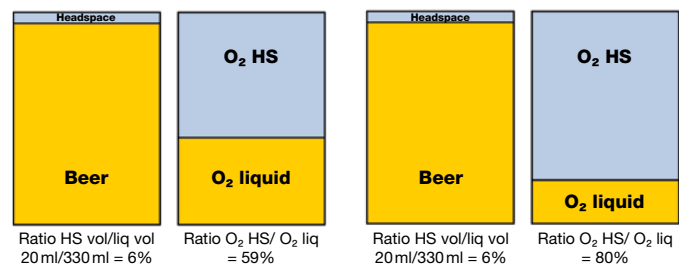 Headspace
Beer
O₂ HS
O₂ liquid
Ratio HS vol/liq vol
20 ml/330 ml = 6%
Ratio O₂ HS/ O₂ liq
= 59%
Headspace
Beer
O₂ HS
O₂ liquid
Ratio HS vol/liq vol
20 ml/330 ml = 6%
Ratio O₂ HS/ O₂ liq
= 80%